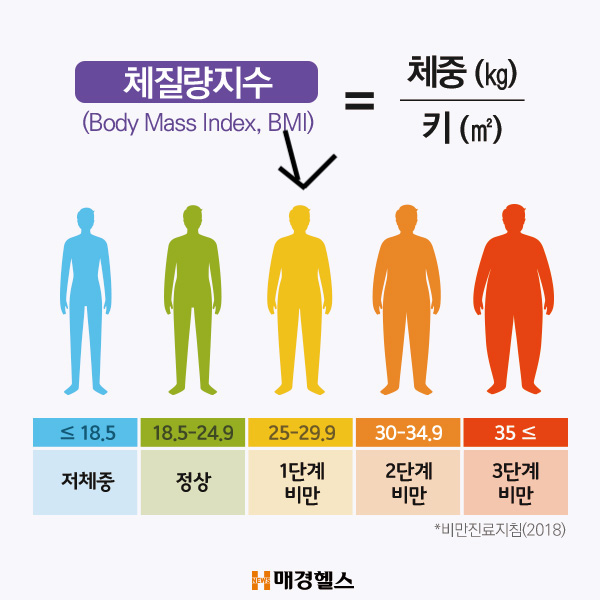 체질량지수
(Body Mass Index, BMI)
=
체중 (kg)
키 (㎡)
≤ 18.5
18.5-24.9
25-29.9
30-34.9
35 ≤
저체중
정상
1단계
비만
2단계
비만
3단계
비만
*비만진료지침(2018)
NEWS 매경헬스